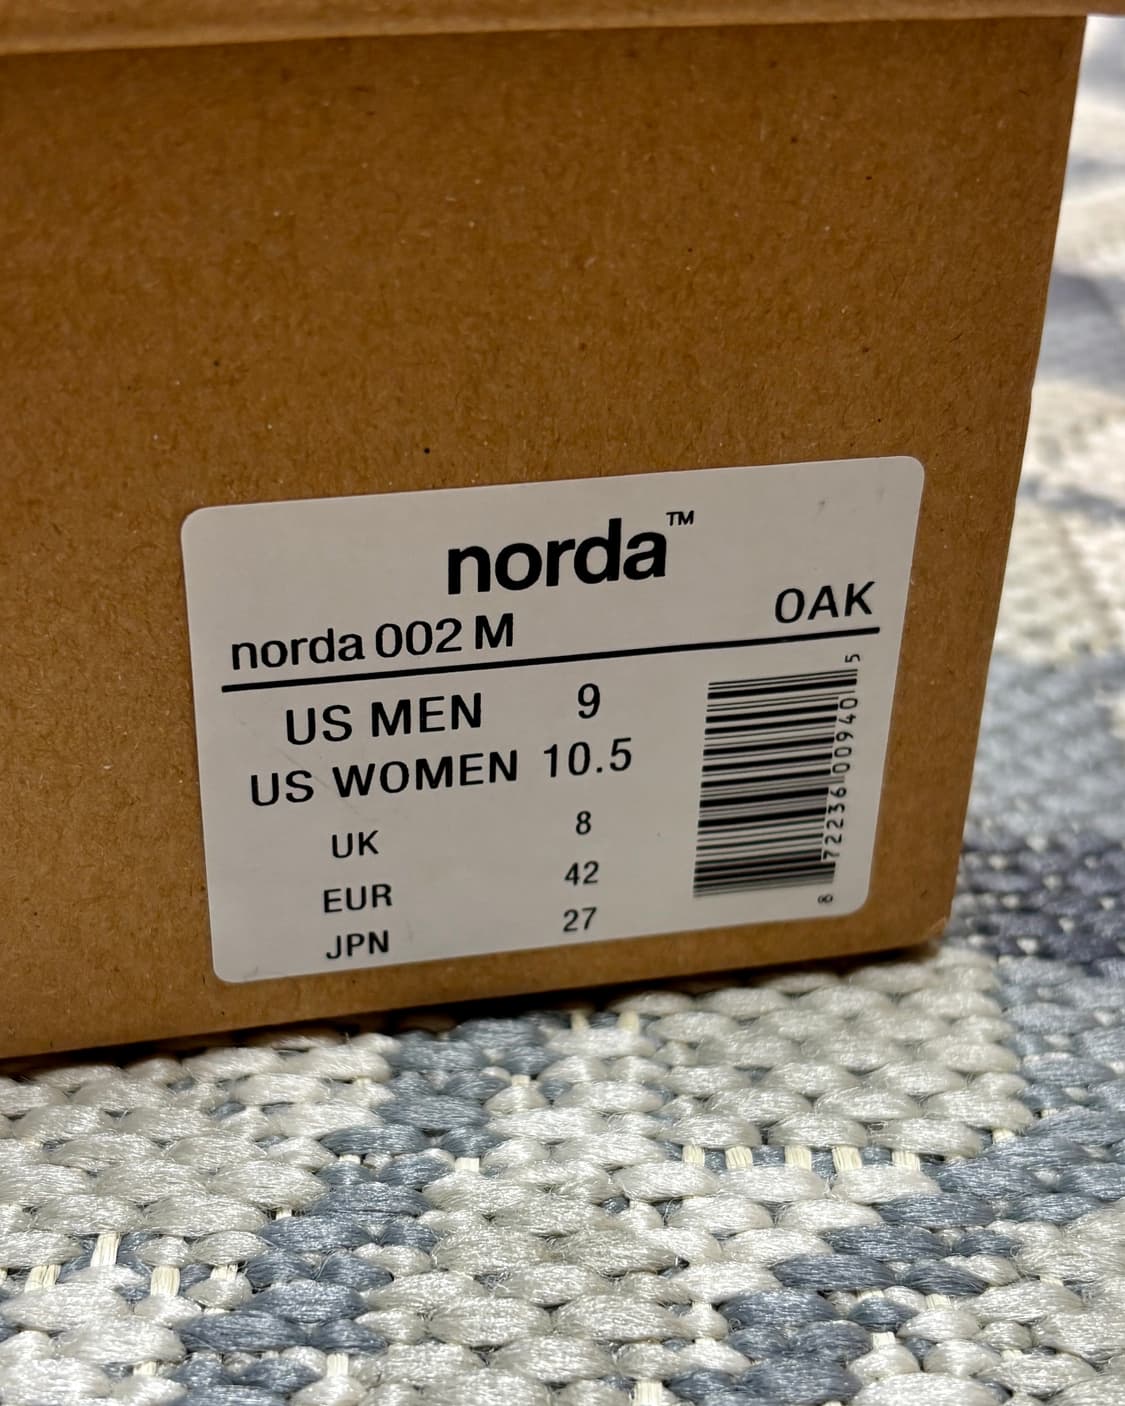 norda™
norda 002 M OAK
US MEN 9
US WOMEN 10.5
UK 8
EUR 42
JPN 27
8 72236 00940 5